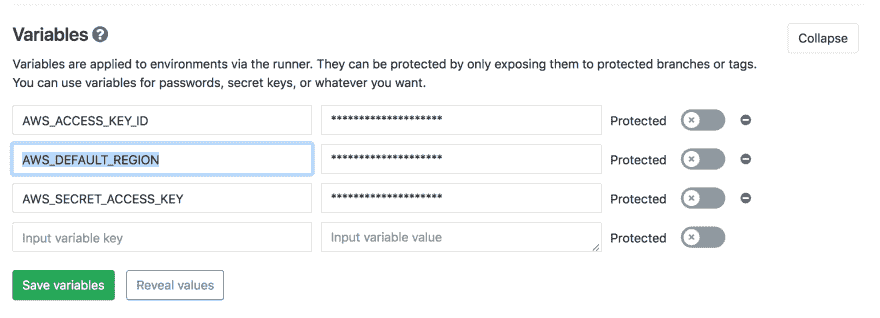 Variables ?
Collapse
Variables are applied to environments via the runner. They can be protected by only exposing them to protected branches or tags.
You can use variables for passwords, secret keys, or whatever you want.
AWS_ACCESS_KEY_ID ******************** Protected
AWS_DEFAULT_REGION ******************** Protected
AWS_SECRET_ACCESS_KEY ******************** Protected
Input variable key Input variable value Protected
Save variables Reveal values